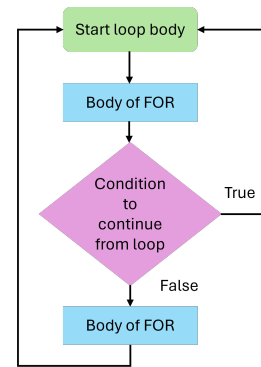 Start loop body
Body of FOR
Condition
to
continue
from loop
True
False
Body of FOR